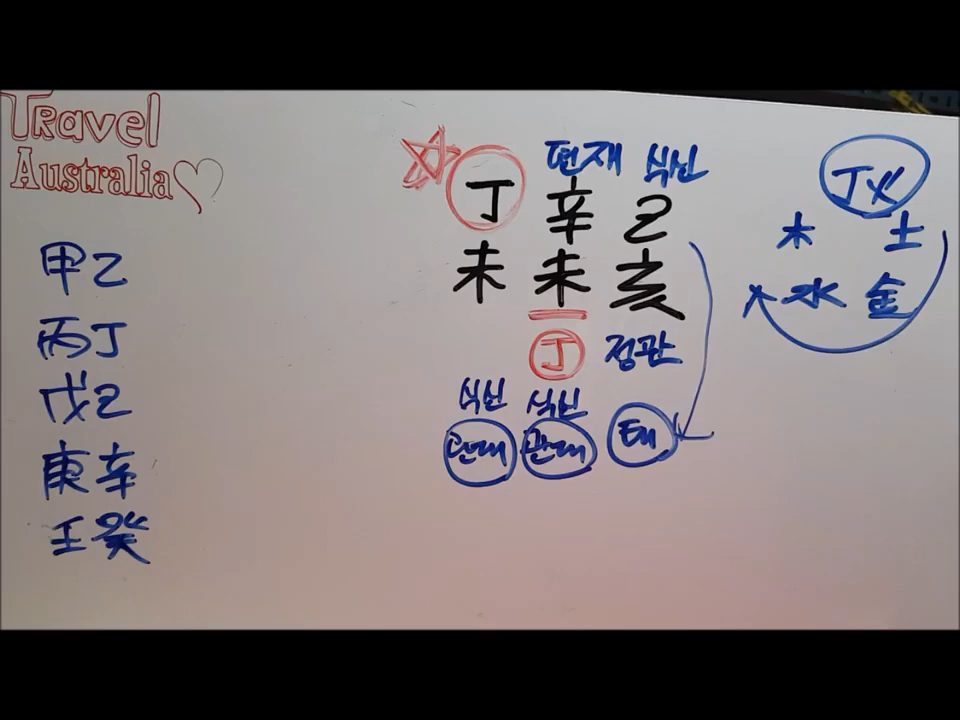 Travel
Australia
甲乙
丙丁
戊己
庚辛
壬癸
편재 식신
丁 辛 己
未 未 亥
丁 정관
식신 식신
관대 관대 태
丁火
木 土
水 金